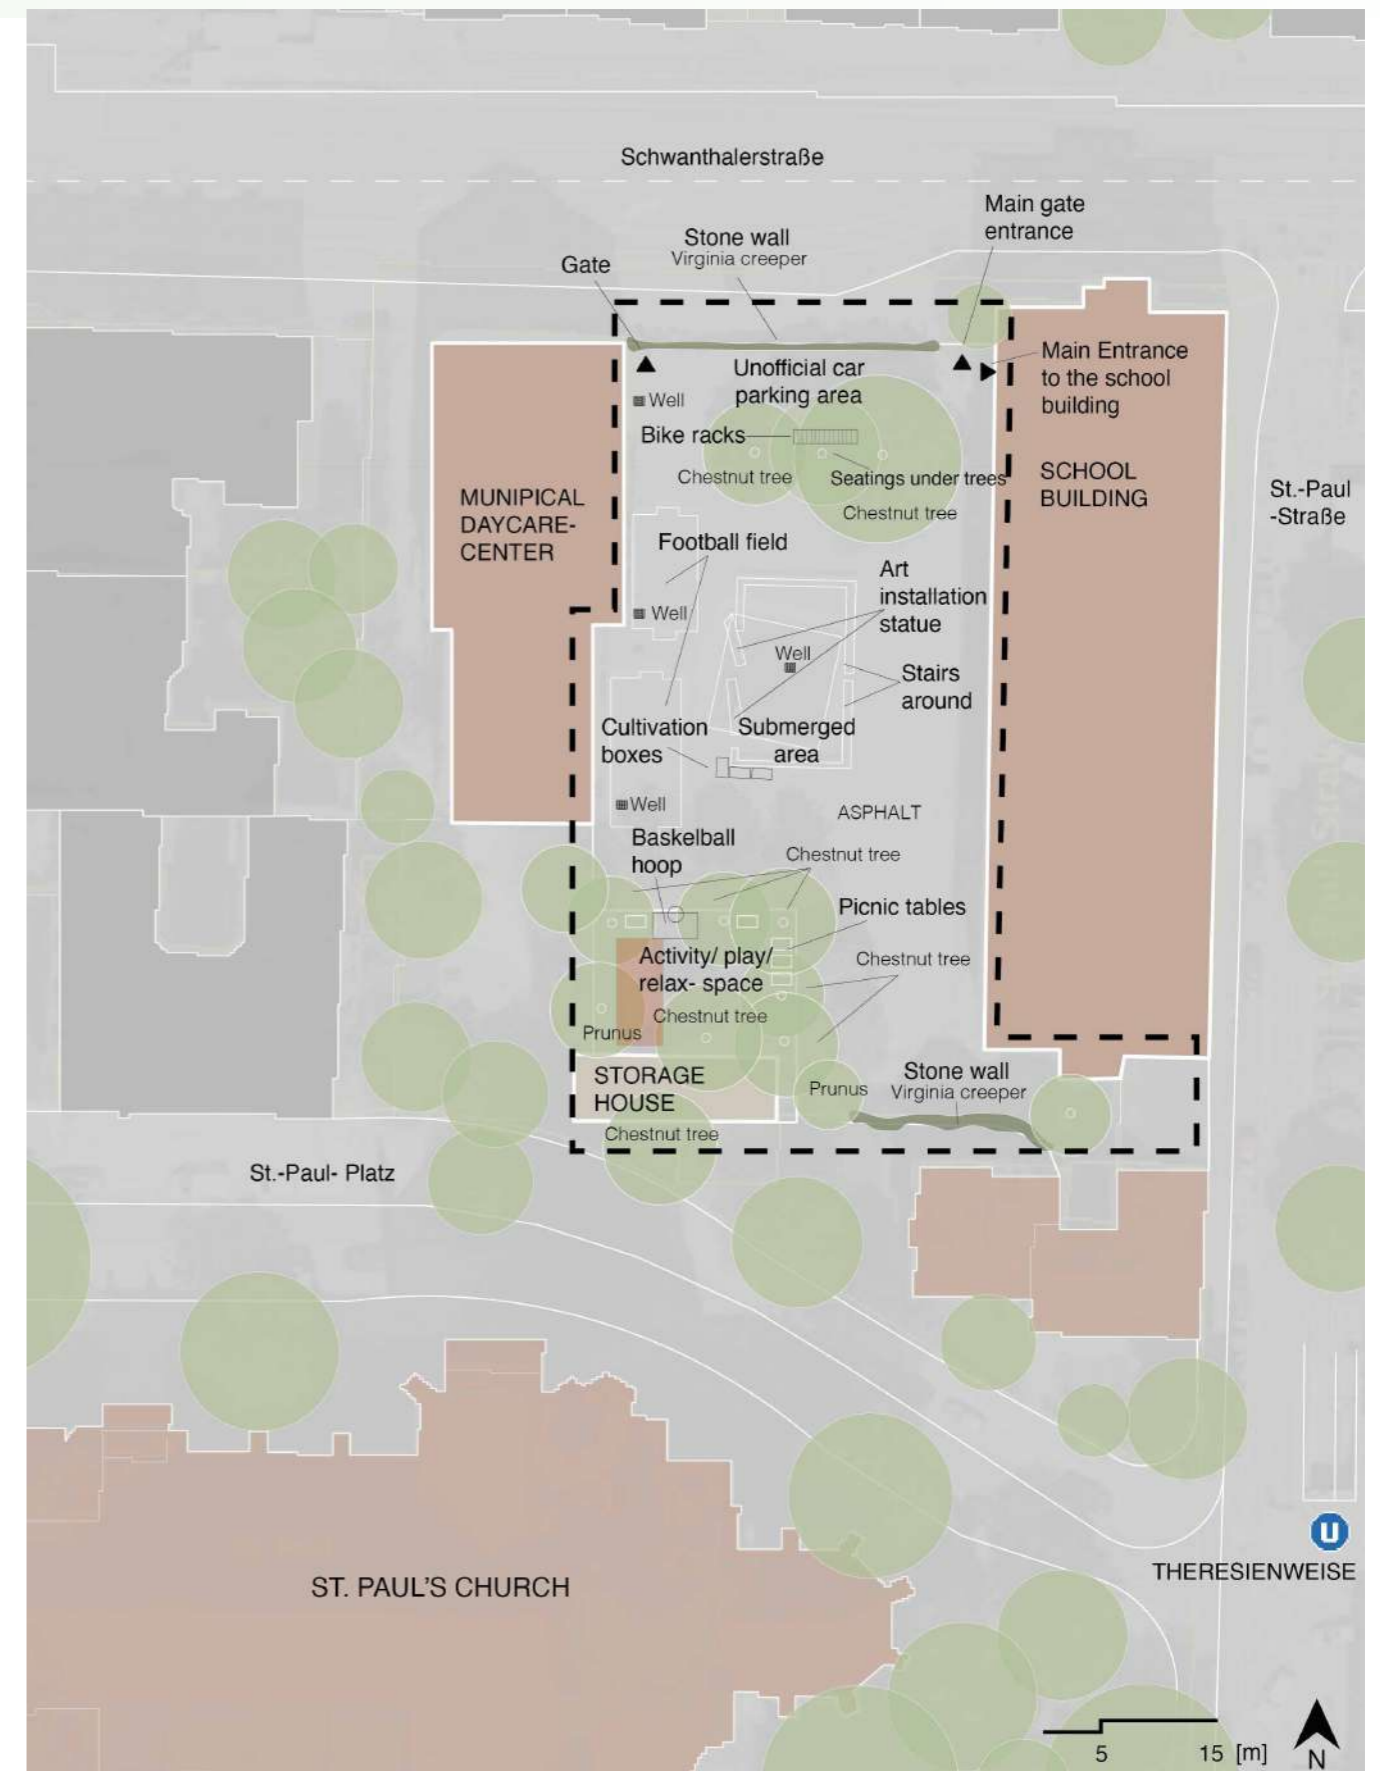 Schwanthalerstraße
Main gate
entrance
Stone wall
Virginia creeper
Gate
Main Entrance
to the school
building
Unofficial car
parking area
Well
Bike racks
Chestnut tree
Seatings under trees
Chestnut tree
SCHOOL
BUILDING
St.-Paul
-Straße
MUNIPICAL
DAYCARE-
CENTER
Football field
Art
installation
statue
Well
Well
Stairs
around
Cultivation
boxes
Submerged
area
Well
ASPHALT
Baskelball
hoop
Chestnut tree
Picnic tables
Activity/ play/
relax- space
Chestnut tree
Chestnut tree
Prunus
STORAGE
HOUSE
Prunus
Stone wall
Virginia creeper
Chestnut tree
St.-Paul- Platz
U
THERESIENWEISE
ST. PAUL'S CHURCH
5 15 [m]
N